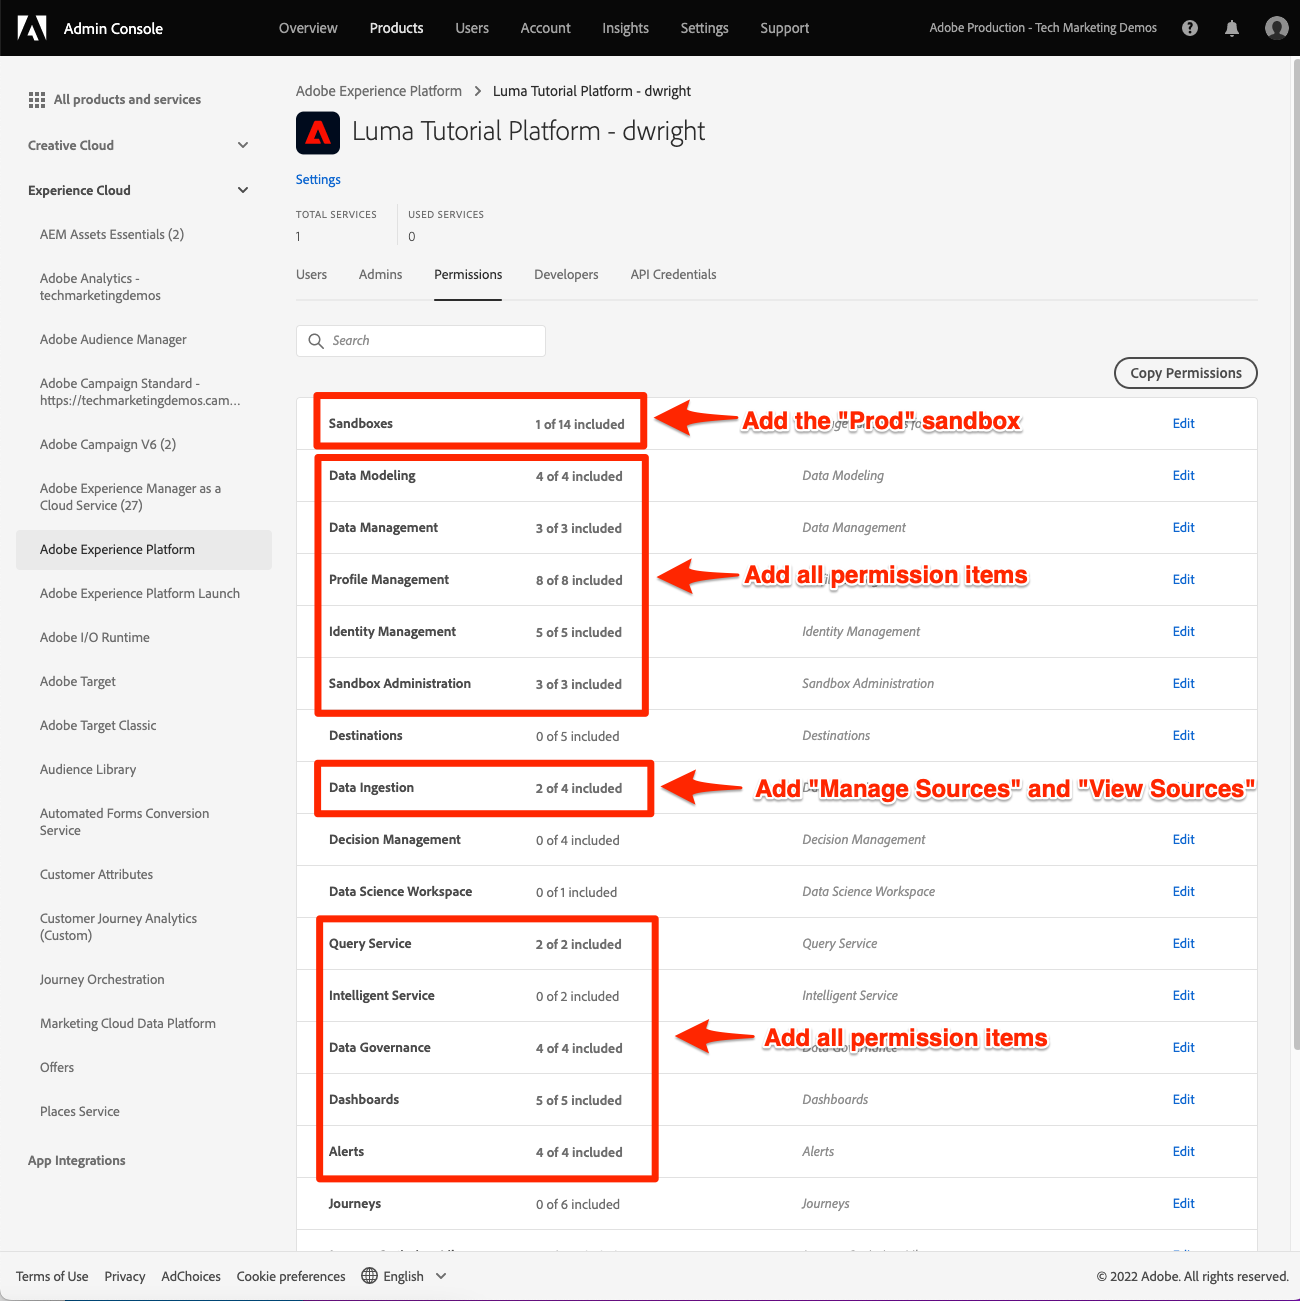 Admin Console
Overview
Products
Users
Account
Insights
Settings
Support
Adobe Production - Tech Marketing Demos
All products and services
Creative Cloud
Experience Cloud
AEM Assets Essentials (2)
Adobe Analytics -
techmarketingdemos
Adobe Audience Manager
Adobe Campaign Standard -
https://techmarketingdemos.cam...
Adobe Campaign V6 (2)
Adobe Experience Manager as a
Cloud Service (27)
Adobe Experience Platform
Adobe Experience Platform Launch
Adobe I/O Runtime
Adobe Target
Adobe Target Classic
Audience Library
Automated Forms Conversion
Service
Customer Attributes
Customer Journey Analytics
(Custom)
Journey Orchestration
Marketing Cloud Data Platform
Offers
Places Service
App Integrations
Adobe Experience Platform > Luma Tutorial Platform - dwright
Luma Tutorial Platform - dwright
Settings
TOTAL SERVICES
1
USED SERVICES
0
Users
Admins
Permissions
Developers
API Credentials
Search
Copy Permissions
Sandboxes 1 of 14 included Add the "Prod" sandbox Edit
Data Modeling 4 of 4 included Data Modeling Edit
Data Management 3 of 3 included Data Management Edit
Profile Management 8 of 8 included Add all permission items Edit
Identity Management 5 of 5 included Identity Management Edit
Sandbox Administration 3 of 3 included Sandbox Administration Edit
Destinations 0 of 5 included Destinations Edit
Data Ingestion 2 of 4 included Add "Manage Sources" and "View Sources"
Decision Management 0 of 4 included Decision Management Edit
Data Science Workspace 0 of 1 included Data Science Workspace Edit
Query Service 2 of 2 included Query Service Edit
Intelligent Service 0 of 2 included Intelligent Service Edit
Data Governance 4 of 4 included Add all permission items Edit
Dashboards 5 of 5 included Dashboards Edit
Alerts 4 of 4 included Alerts Edit
Journeys 0 of 6 included Journeys Edit
Terms of Use
Privacy
AdChoices
Cookie preferences
English
© 2022 Adobe. All rights reserved.